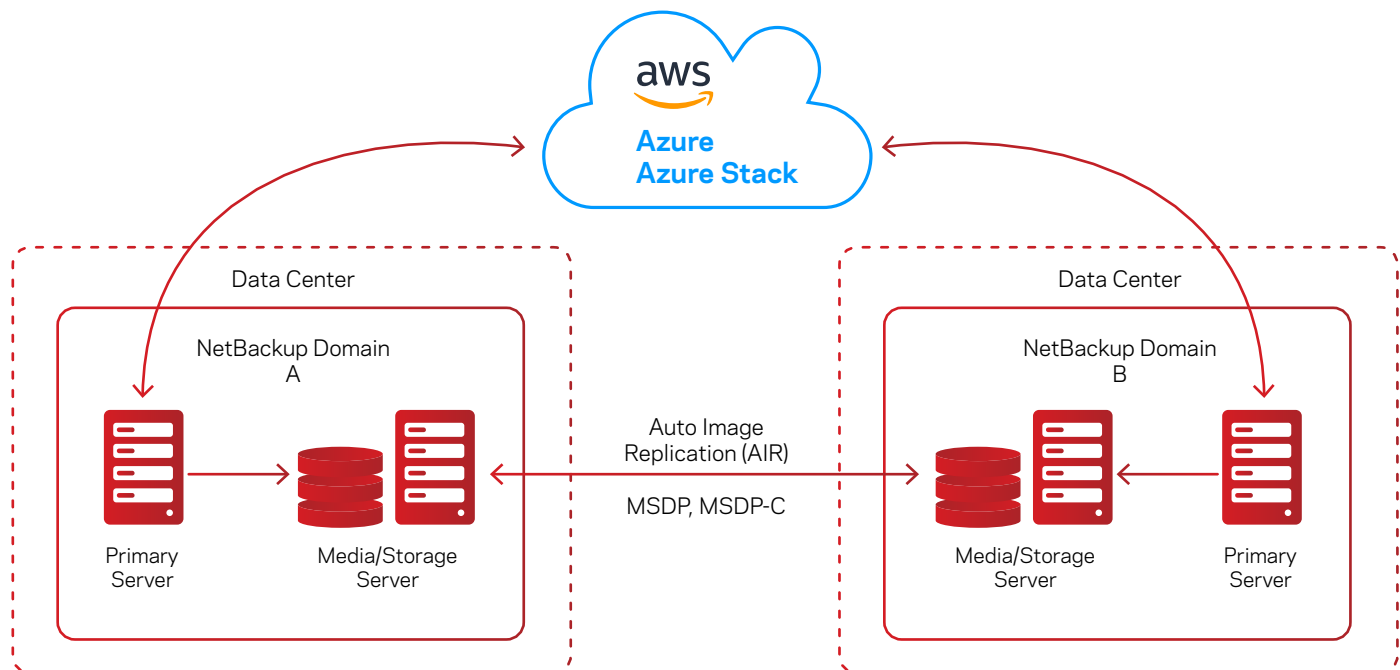 aws
Azure
Azure Stack
Data Center
NetBackup Domain
A
Primary
Server
Media/Storage
Server
Auto Image
Replication (AIR)
MSDP, MSDP-C
Data Center
NetBackup Domain
B
Media/Storage
Server
Primary
Server